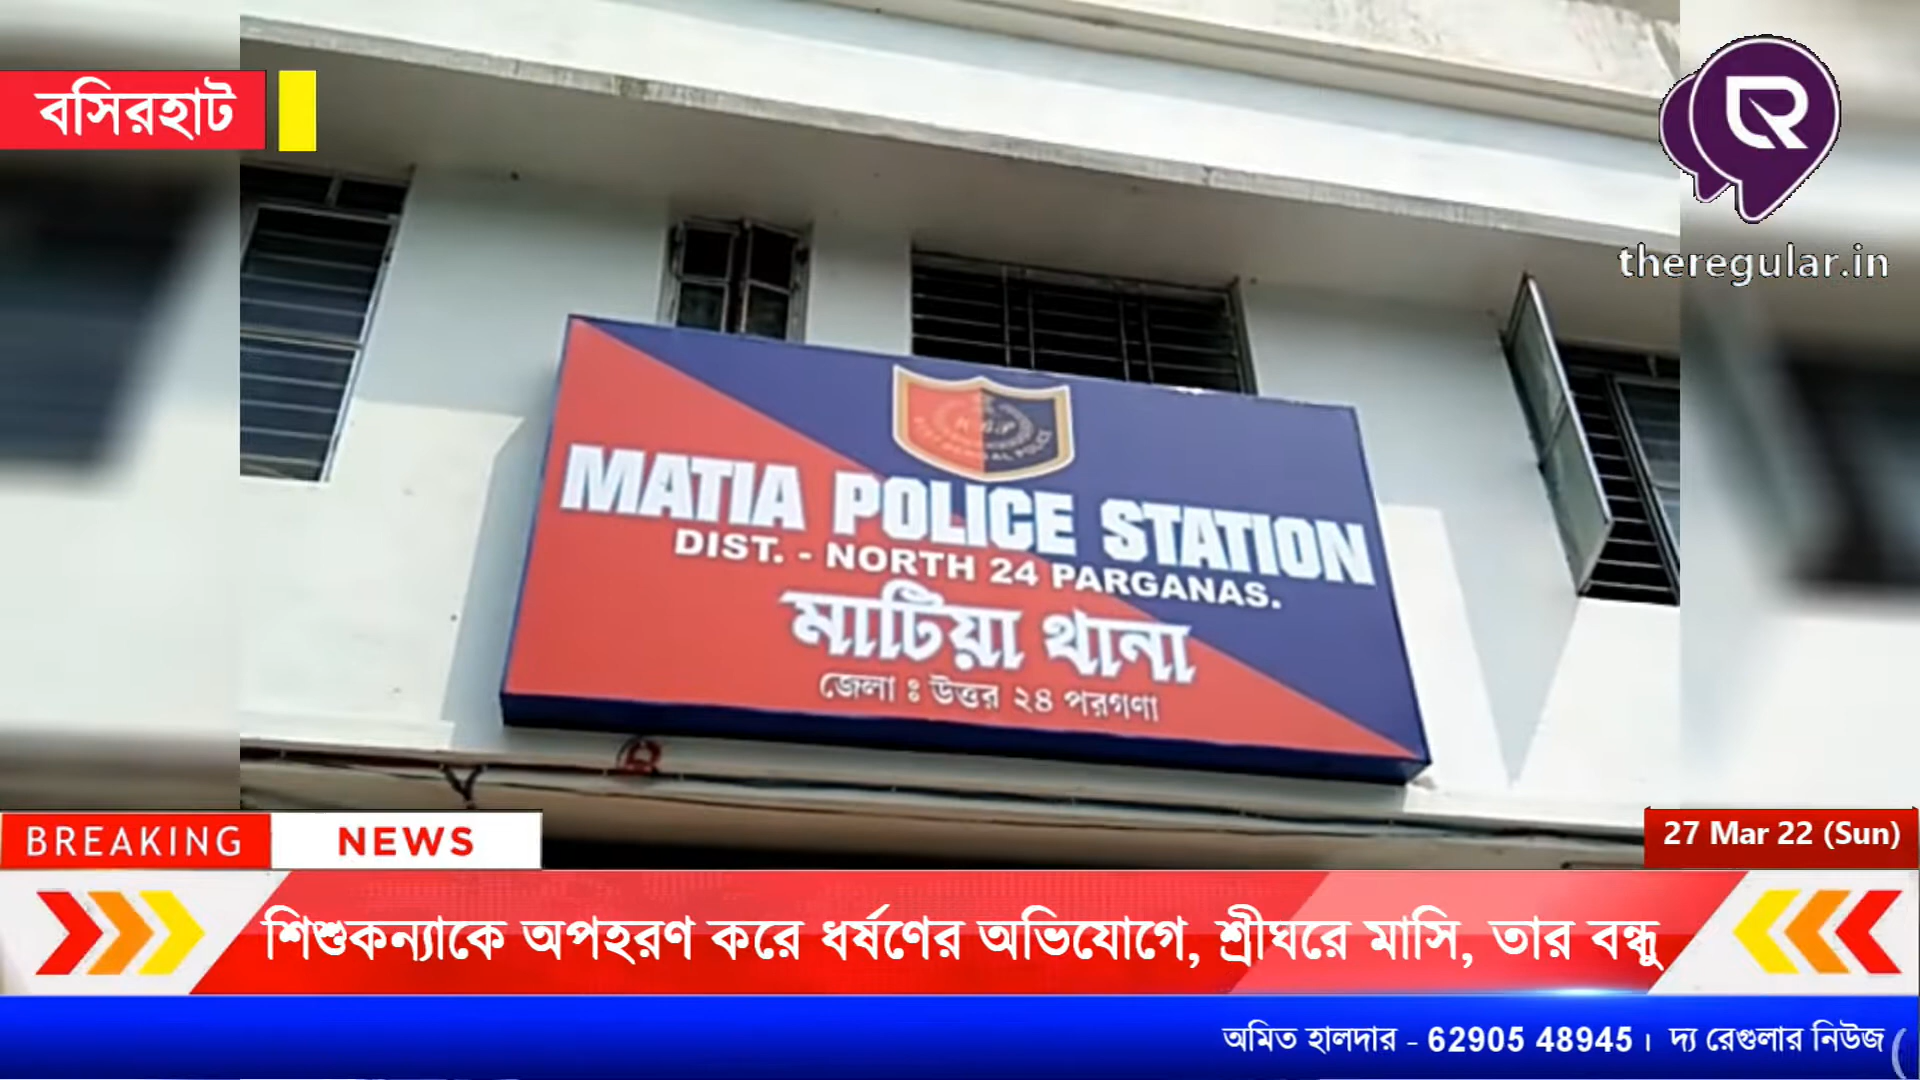 বসিরহাট
theregular.in
MATIA POLICE STATION
DIST. - NORTH 24 PARGANAS.
মাটিয়া থানা
জেলা ঃ উত্তর ২৪ পরগণা
BREAKING NEWS
27 Mar 22 (Sun)
শিশুকন্যাকে অপহরণ করে ধর্ষণের অভিযোগে, শ্রীঘরে মাসি, তার বন্ধু
অমিত হালদার - 62905 48945। দ্য রেগুলার নিউজ (